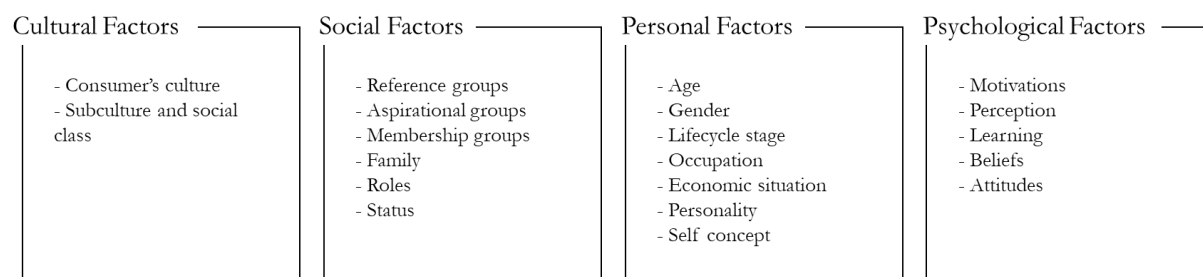 Cultural Factors
- Consumer's culture
- Subculture and social
class
Social Factors
- Reference groups
- Aspirational groups
- Membership groups
- Family
- Roles
- Status
Personal Factors
- Age
- Gender
- Lifecycle stage
- Occupation
- Economic situation
- Personality
- Self concept
Psychological Factors
- Motivations
- Perception
- Learning
- Beliefs
- Attitudes